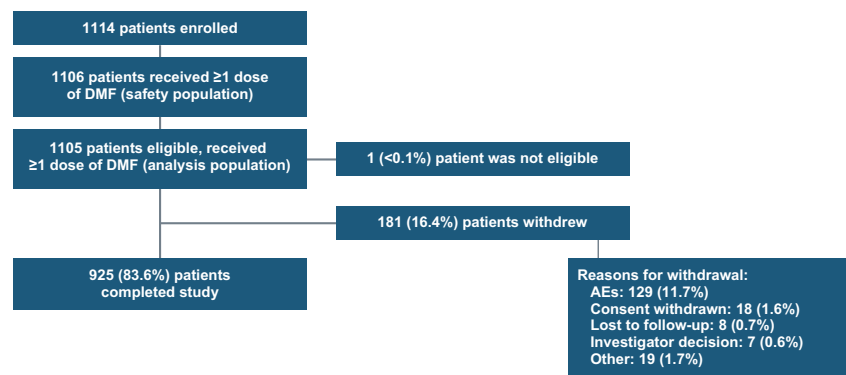 1114 patients enrolled
1106 patients received ≥1 dose
of DMF (safety population)
1105 patients eligible, received
≥1 dose of DMF (analysis population)
1 (<0.1%) patient was not eligible
181 (16.4%) patients withdrew
925 (83.6%) patients
completed study
Reasons for withdrawal:
AEs: 129 (11.7%)
Consent withdrawn: 18 (1.6%)
Lost to follow-up: 8 (0.7%)
Investigator decision: 7 (0.6%)
Other: 19 (1.7%)